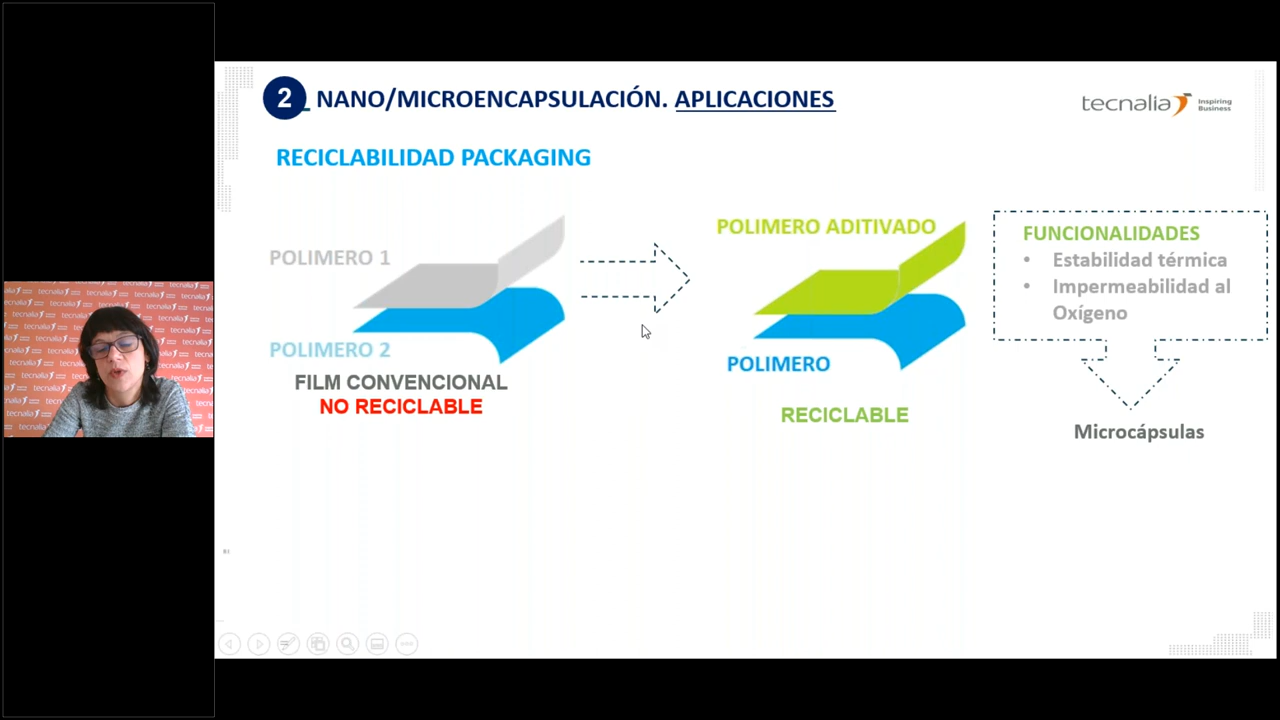 2_ NANO/MICROENCAPSULACIÓN. APLICACIONES
tecnalia Inspiring Business
RECICLABILIDAD PACKAGING
POLIMERO 1
POLIMERO 2
FILM CONVENCIONAL
NO RECICLABLE
POLIMERO ADITIVADO
POLIMERO
RECICLABLE
FUNCIONALIDADES
• Estabilidad térmica
• Impermeabilidad al
Oxígeno
Microcápsulas